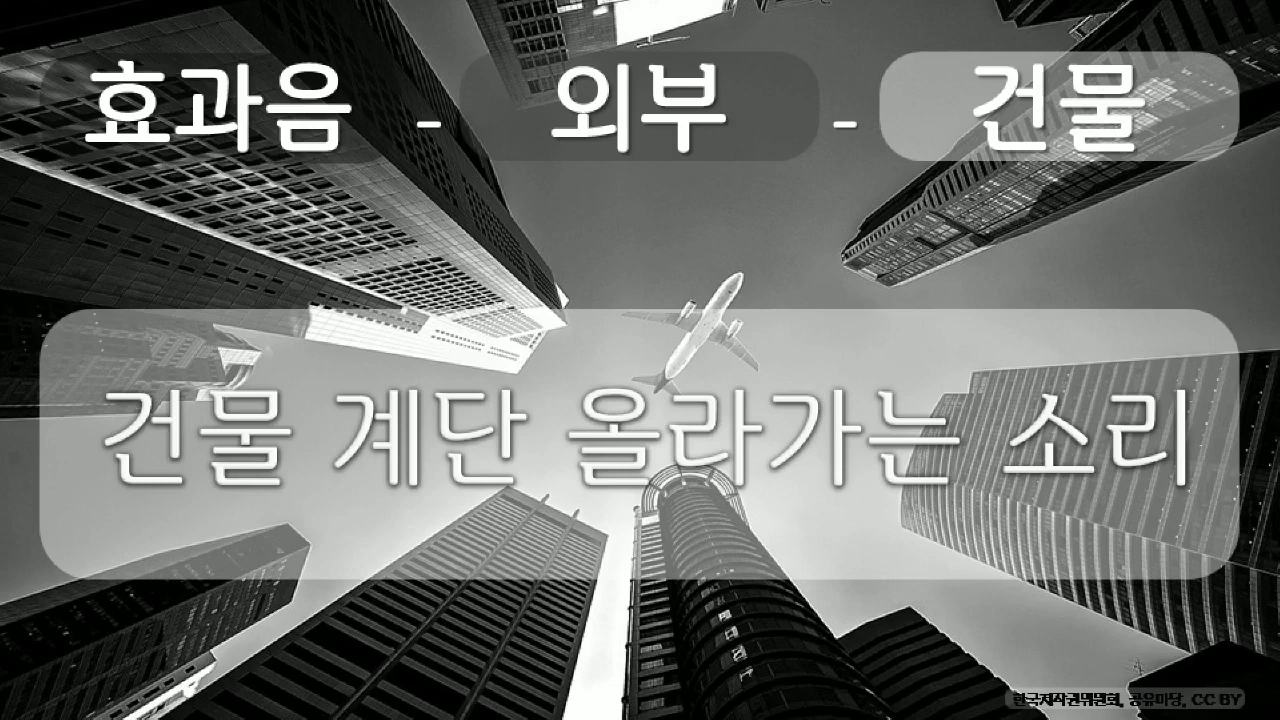 효과음 - 외부 - 건물
건물 계단 올라가는 소리
한국저작권위원회, 공유마당, CC BY